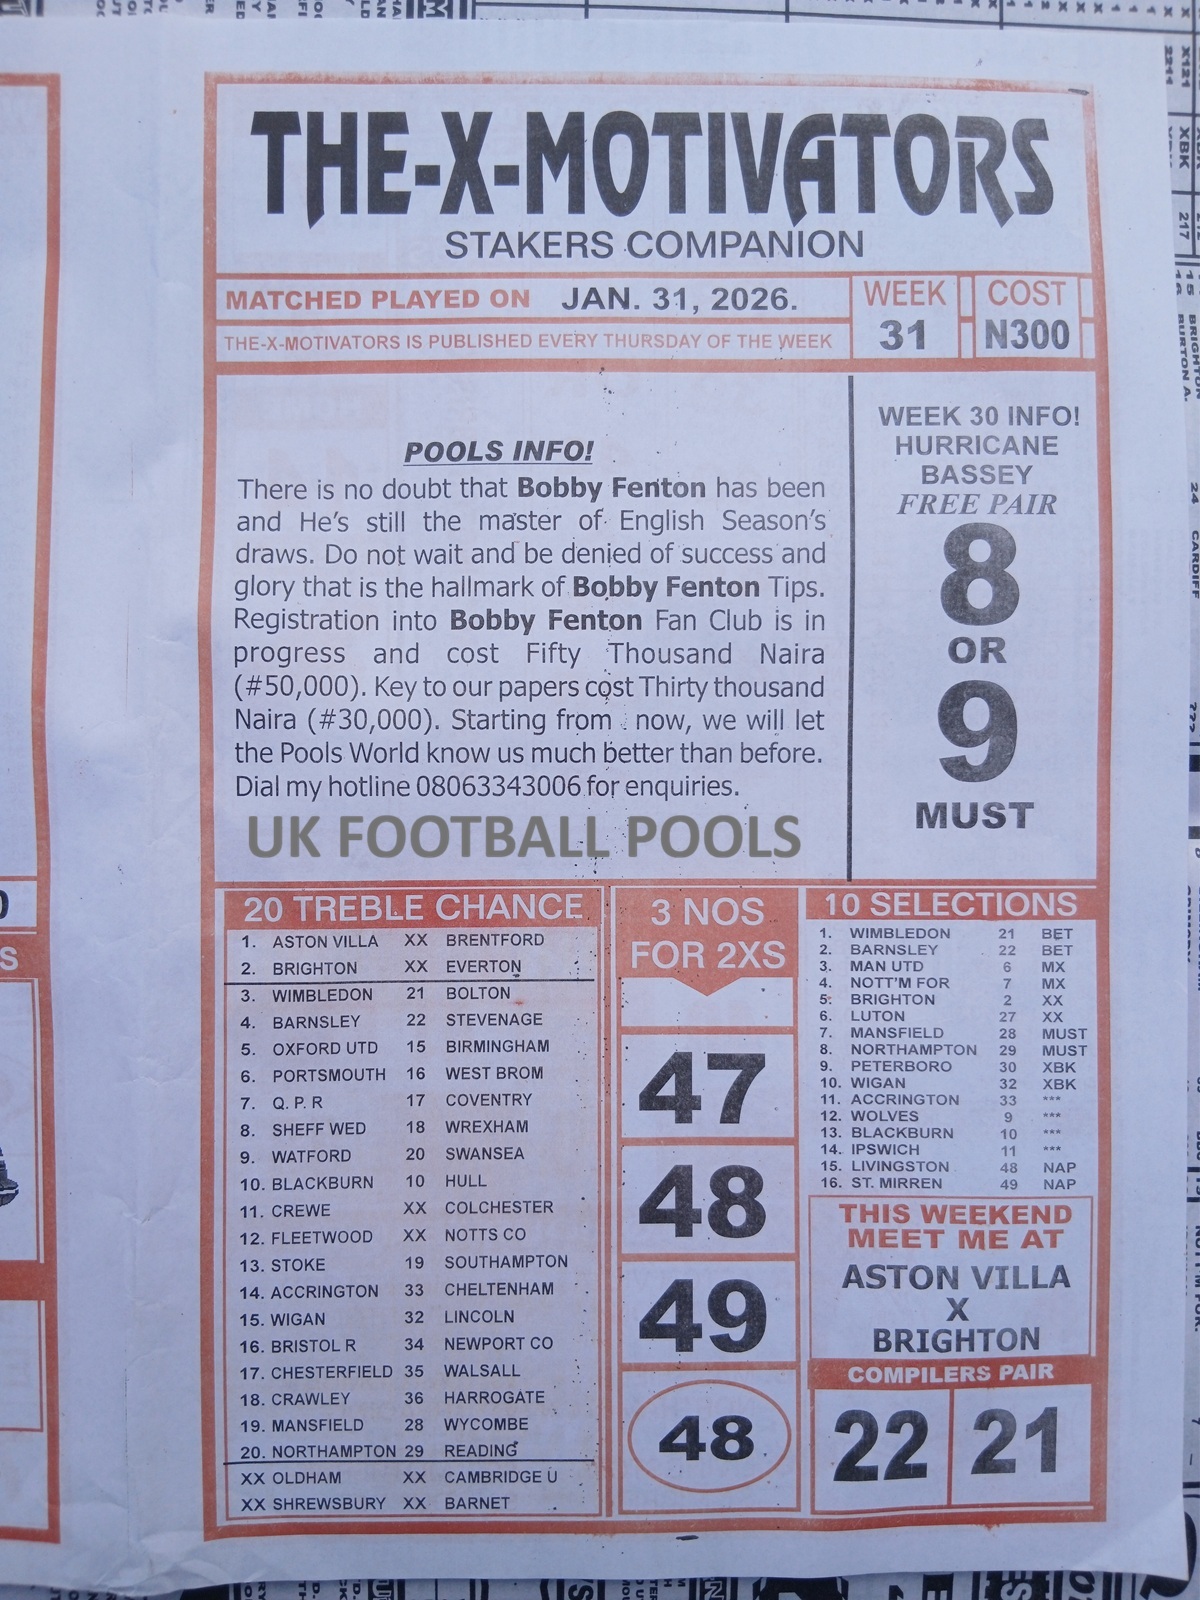 THE-X-MOTIVATORS
STAKERS COMPANION
MATCHED PLAYED ON JAN. 31, 2026.
THE-X-MOTIVATORS IS PUBLISHED EVERY THURSDAY OF THE WEEK
WEEK
31
COST
N300
POOLS INFO!
There is no doubt that Bobby Fenton has been
and He's still the master of English Season's
draws. Do not wait and be denied of success and
glory that is the hallmark of Bobby Fenton Tips.
Registration into Bobby Fenton Fan Club is in
progress and cost Fifty Thousand Naira
(#50,000). Key to our papers cost Thirty thousand
Naira (#30,000). Starting from now, we will let
the Pools World know us much better than before.
Dial my hotline 08063343006 for enquiries.
UK FOOTBALL POOLS
WEEK 30 INFO!
HURRICANE
BASSEY
FREE PAIR
8
OR
9
MUST
20 TREBLE CHANCE
1. ASTON VILLA XX BRENTFORD
2. BRIGHTON XX EVERTON
3. WIMBLEDON 21 BOLTON
4. BARNSLEY 22 STEVENAGE
5. OXFORD UTD 15 BIRMINGHAM
6. PORTSMOUTH 16 WEST BROM
7. Q. P. R 17 COVENTRY
8. SHEFF WED 18 WREXHAM
9. WATFORD 20 SWANSEA
10. BLACKBURN 10 HULL
11. CREWE XX COLCHESTER
12. FLEETWOOD XX NOTTS CO
13. STOKE 19 SOUTHAMPTON
14. ACCRINGTON 33 CHELTENHAM
15. WIGAN 32 LINCOLN
16. BRISTOL R 34 NEWPORT CO
17. CHESTERFIELD 35 WALSALL
18. CRAWLEY 36 HARROGATE
19. MANSFIELD 28 WYCOMBE
20. NORTHAMPTON 29 READING
XX OLDHAM XX CAMBRIDGE U
XX SHREWSBURY XX BARNET
3 NOS
FOR 2XS
47
48
49
48
10 SELECTIONS
1. WIMBLEDON 21 BET
2. BARNSLEY 22 BET
3. MAN UTD 6 MX
4. NOTT'M FOR 7 MX
5. BRIGHTON 2 XX
6. LUTON 27 XX
7. MANSFIELD 28 MUST
8. NORTHAMPTON 29 MUST
9. PETERBORO 30 XBK
10. WIGAN 32 XBK
11. ACCRINGTON 33 ***
12. WOLVES 9 ***
13. BLACKBURN 10 ***
14. IPSWICH 11 ***
15. LIVINGSTON 48 NAP
16. ST. MIRREN 49 NAP
THIS WEEKEND
MEET ME AT
ASTON VILLA
X
BRIGHTON
COMPILERS PAIR
22 21